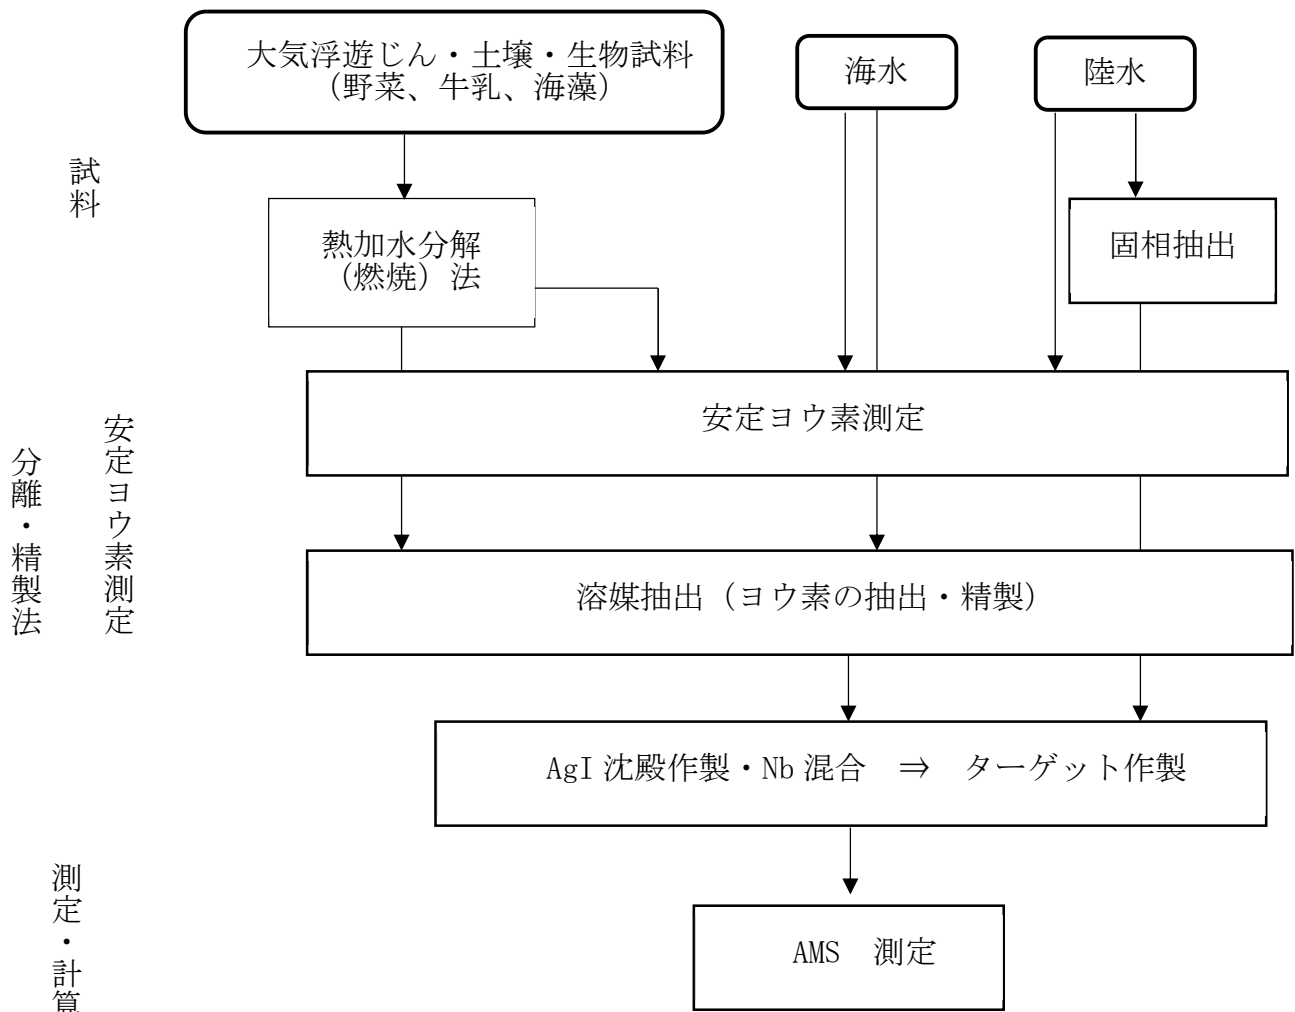 大気浮遊じん・土壌・生物試料
(野菜、牛乳、海藻)
海水
陸水
試料
熱加水分解
（燃焼）法
固相抽出
安定ヨウ素測定
安定ヨウ素測定
分離・精製法
溶媒抽出（ヨウ素の抽出・精製）
AgI 沈殿作製・Nb 混合　⇒　ターゲット作製
測定・計算
AMS　測定